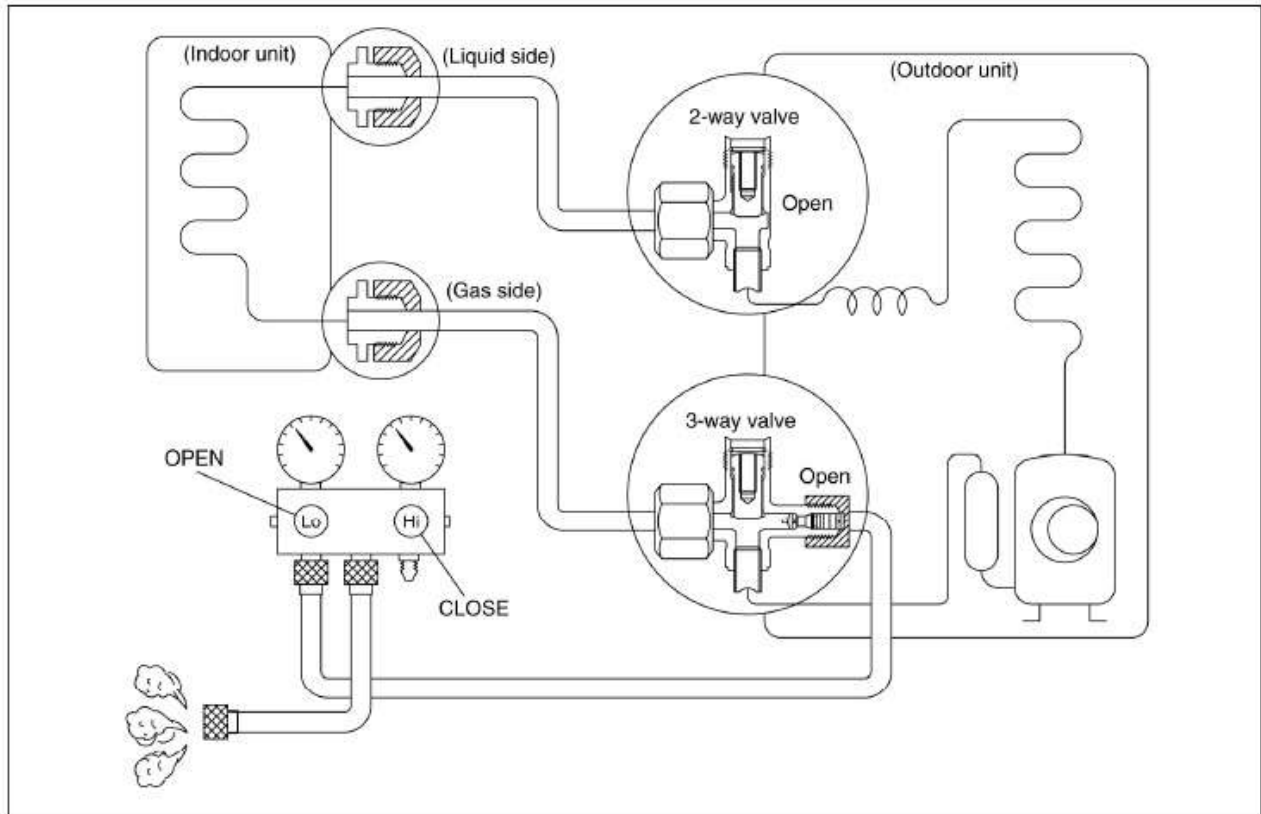 (Indoor unit)
(Liquid side)
(Outdoor unit)
2-way valve
Open
(Gas side)
3-way valve
Open
OPEN
Lo
Hi
CLOSE